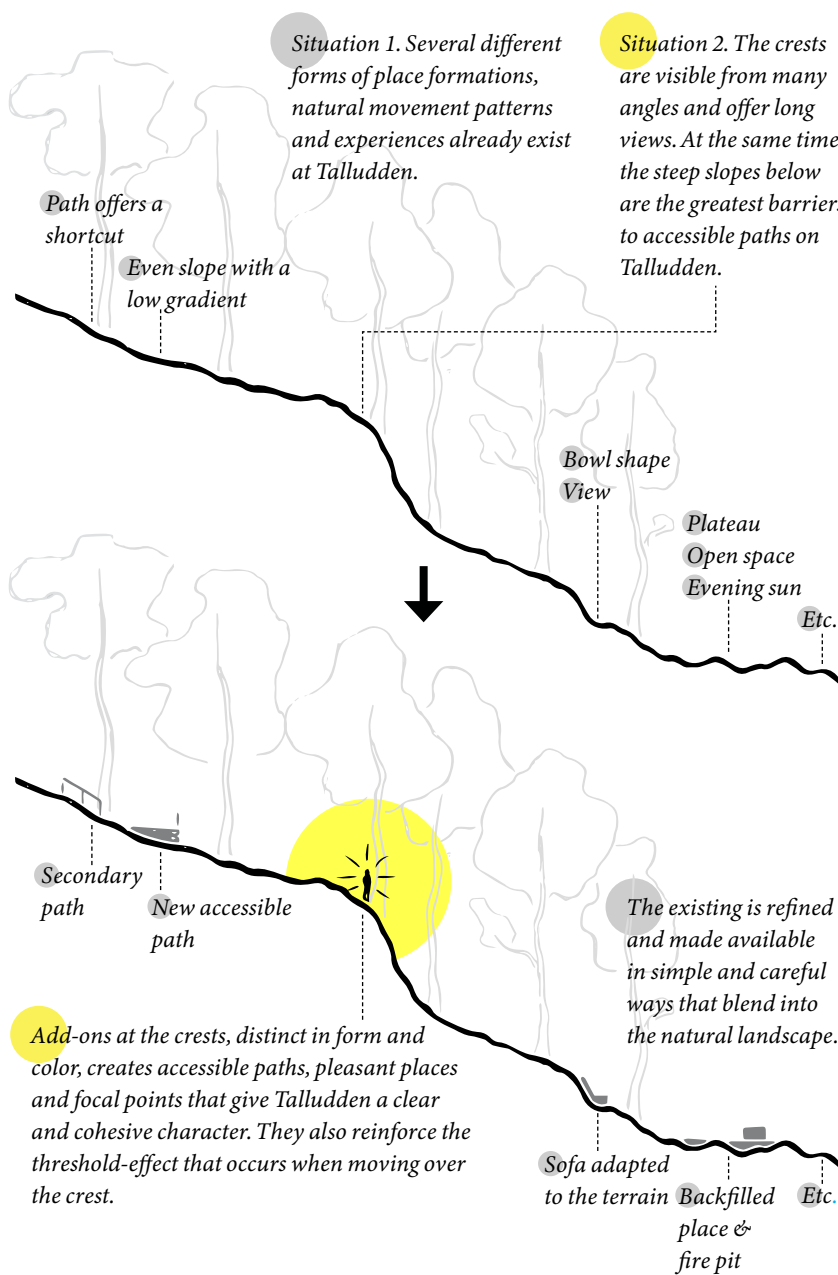 Situation 1. Several different
forms of place formations,
natural movement patterns
and experiences already exist
at Talludden.
Situation 2. The crests
are visible from many
angles and offer long
views. At the same time
the steep slopes below
are the greatest barrier
to accessible paths on
Talludden.
Path offers a
shortcut
Even slope with a
low gradient
Bowl shape
View
Plateau
Open space
Evening sun
Etc.
Secondary
path
New accessible
path
The existing is refined
and made available
in simple and careful
ways that blend into
the natural landscape.
Add-ons at the crests, distinct in form and
color, creates accessible paths, pleasant places
and focal points that give Talludden a clear
and cohesive character. They also reinforce the
threshold-effect that occurs when moving over
the crest.
Sofa adapted
to the terrain
Backfilled
place &
fire pit
Etc.